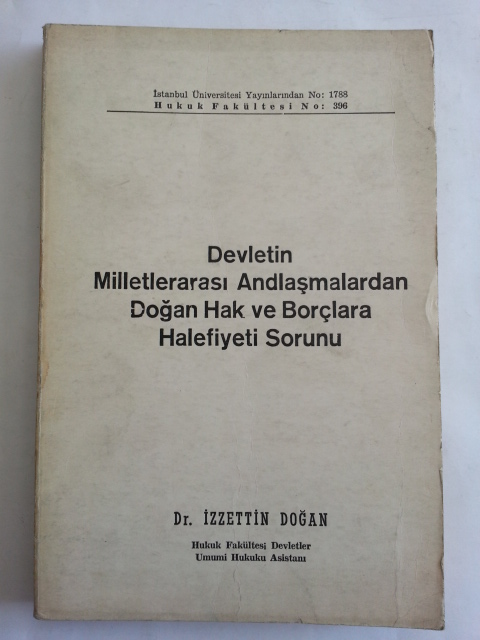 İstanbul Üniversitesi Yayınlarından No: 1788
Hukuk Fakültesi No: 396
Devletin
Milletlerarası Andlaşmalardan
Doğan Hak ve Borçlara
Halefiyeti Sorunu
Dr. İZZETTİN DOĞAN
Hukuk Fakültesi Devletler
Umumi Hukuku Asistanı